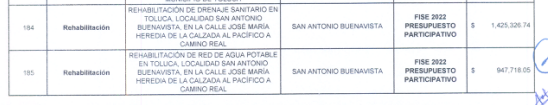 184 Rehabilitación REHABILITACIÓN DE DRENAJE SANITARIO EN TOLUCA, LOCALIDAD SAN ANTONIO BUENAVISTA, EN LA CALLE JOSÉ MARÍA HEREDIA DE LA CALZADA AL PACÍFICO A CAMINO REAL SAN ANTONIO BUENAVISTA FISE 2022 PRESUPUESTO PARTICIPATIVO $ 1,425,326.74
185 Rehabilitación REHABILITACIÓN DE RED DE AGUA POTABLE EN TOLUCA, LOCALIDAD SAN ANTONIO BUENAVISTA, EN LA CALLE JOSÉ MARÍA HEREDIA DE LA CALZADA AL PACÍFICO A CAMINO REAL SAN ANTONIO BUENAVISTA FISE 2022 PRESUPUESTO PARTICIPATIVO $ 947,718.05